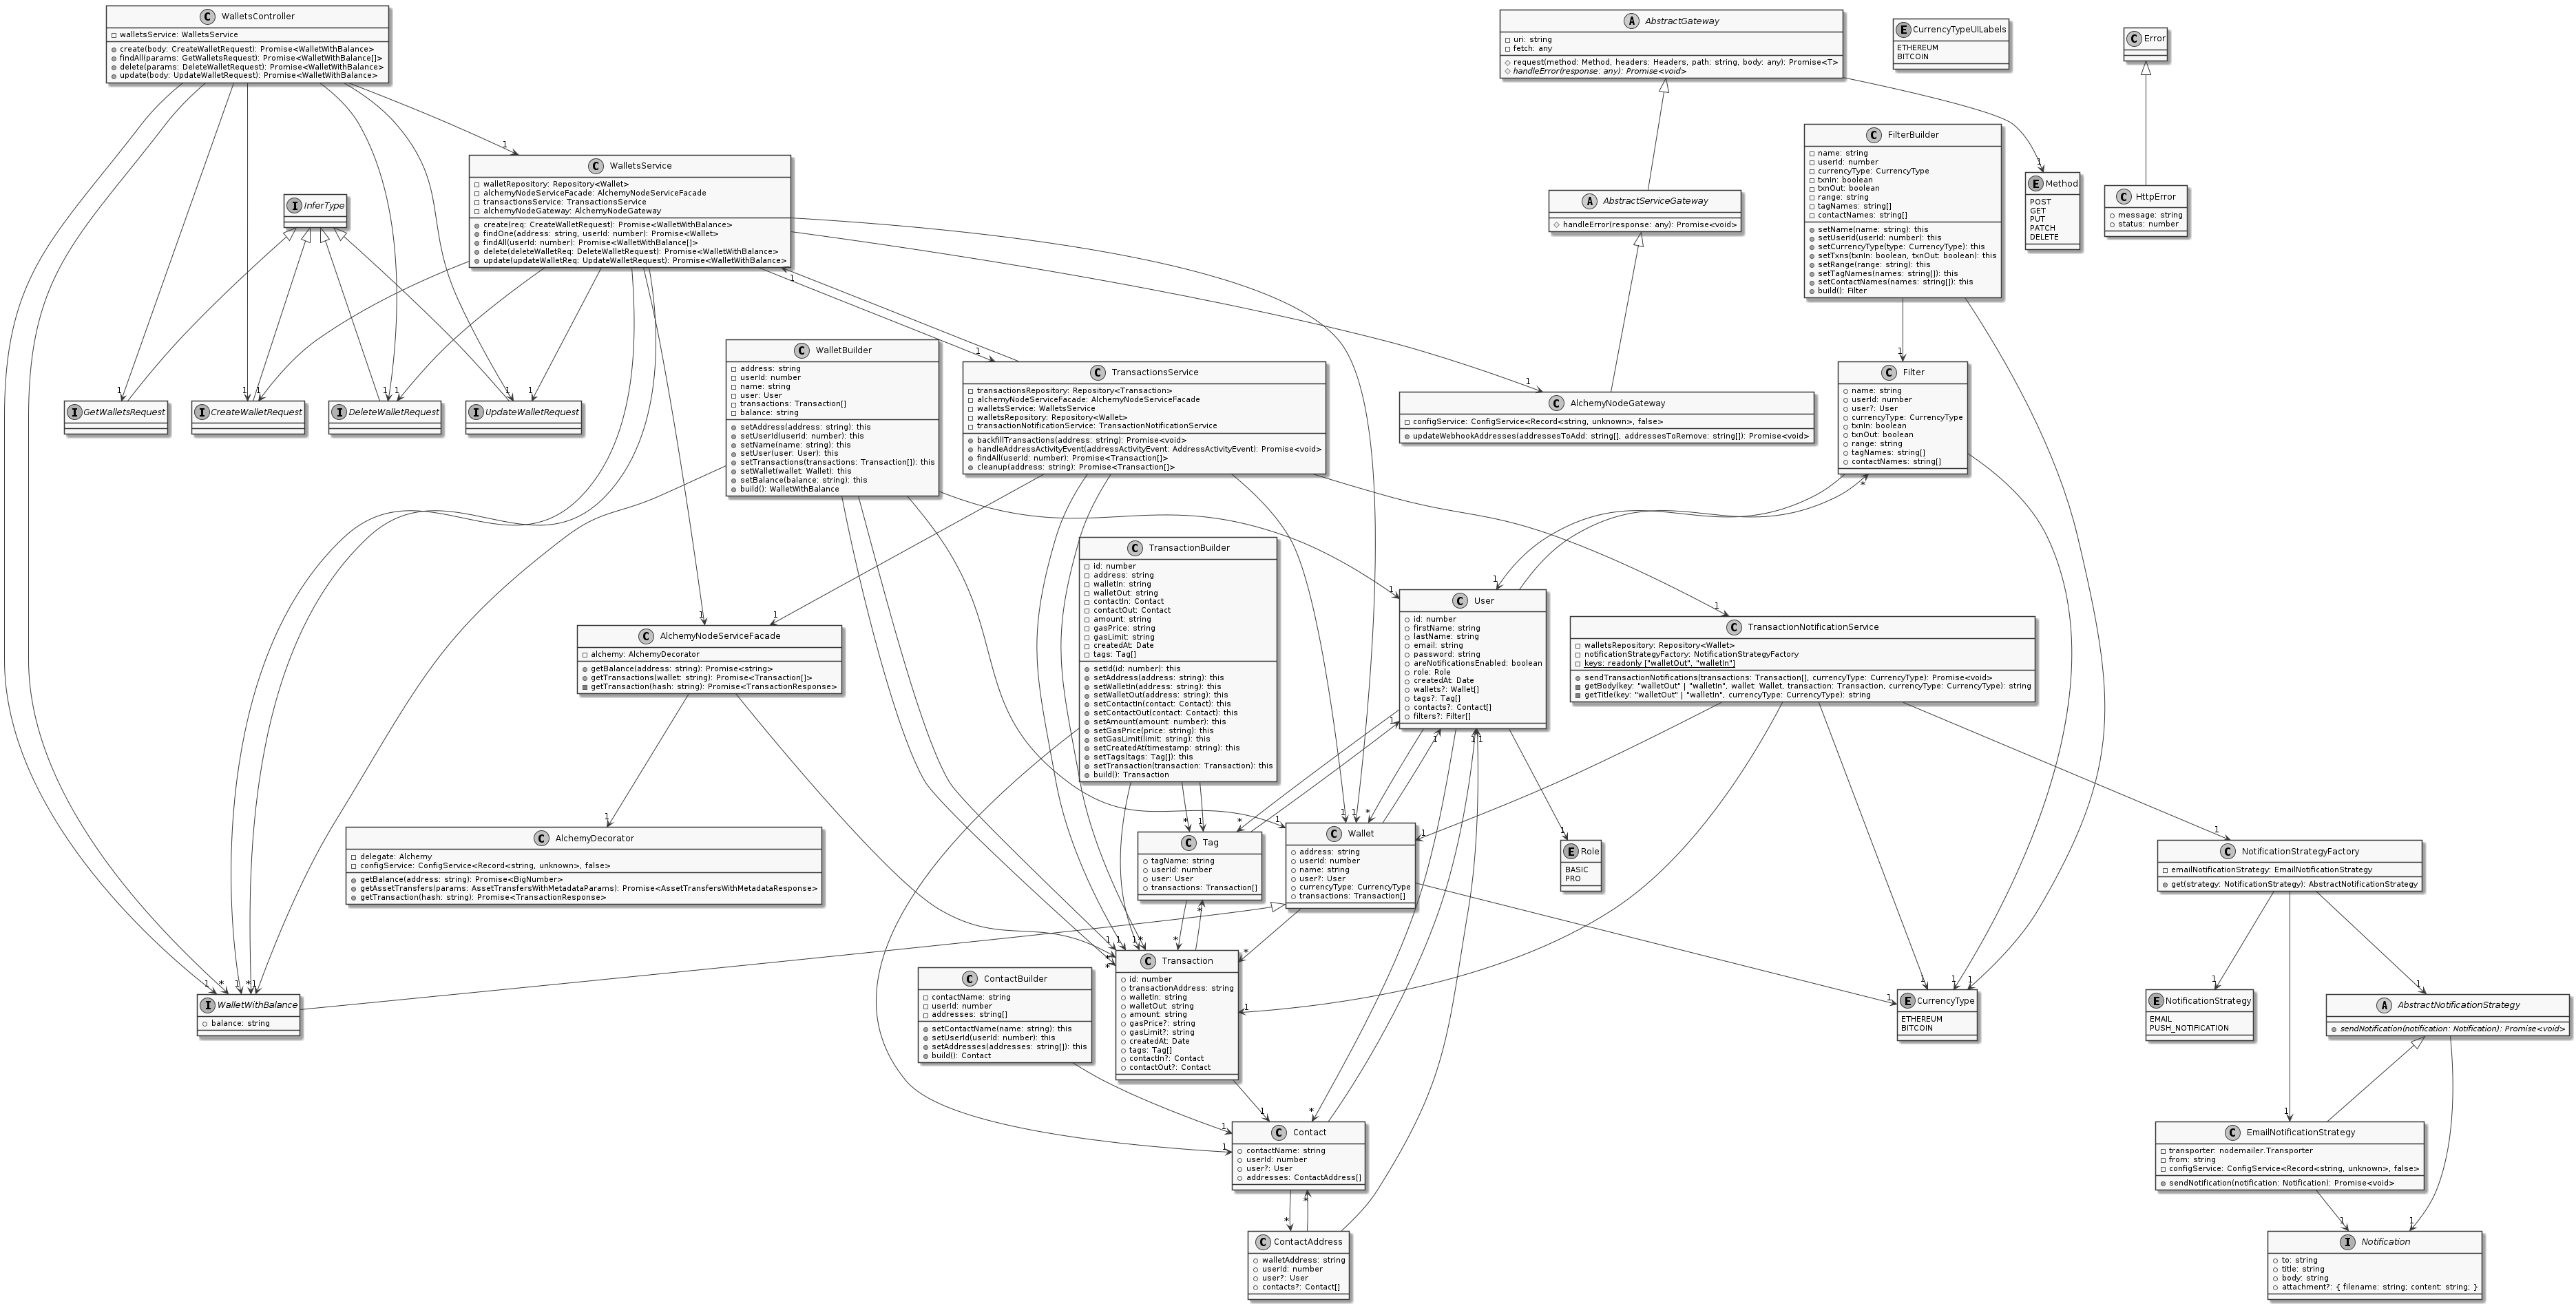 C WalletsController
walletsService: WalletsService
create(body: CreateWalletRequest): Promise<WalletWithBalance>
findAll(params: GetWalletsRequest): Promise<WalletWithBalance[]>
delete(params: DeleteWalletRequest): Promise<WalletWithBalance>
update(body: UpdateWalletRequest): Promise<WalletWithBalance>
A AbstractGateway
uri: string
fetch: any
request(method: Method, headers: Headers, path: string, body: any): Promise<T>
handleError(response: any): Promise<void>
E CurrencyTypeUILabels
ETHEREUM
BITCOIN
C Error
C FilterBuilder
name: string
userId: number
currencyType: CurrencyType
txnIn: boolean
txnOut: boolean
range: string
tagNames: string[]
contactNames: string[]
setName(name: string): this
setUserId(userId: number): this
setCurrencyType(type: CurrencyType): this
setTxns(txnIn: boolean, txnOut: boolean): this
setRange(range: string): this
setTagNames(names: string[]): this
setContactNames(names: string[]): this
build(): Filter
E Method
POST
GET
PUT
PATCH
DELETE
C HttpError
message: string
status: number
C WalletsService
walletRepository: Repository<Wallet>
alchemyNodeServiceFacade: AlchemyNodeServiceFacade
transactionsService: TransactionsService
alchemyNodeGateway: AlchemyNodeGateway
create(req: CreateWalletRequest): Promise<WalletWithBalance>
findOne(address: string, userId: number): Promise<Wallet>
findAll(userId: number): Promise<WalletWithBalance[]>
delete(deleteWalletReq: DeleteWalletRequest): Promise<WalletWithBalance>
update(updateWalletReq: UpdateWalletRequest): Promise<WalletWithBalance>
I InferType
A AbstractServiceGateway
handleError(response: any): Promise<void>
C WalletBuilder
address: string
userId: number
name: string
user: User
transactions: Transaction[]
balance: string
setAddress(address: string): this
setUserId(userId: number): this
setName(name: string): this
setUser(user: User): this
setTransactions(transactions: Transaction[]): this
setWallet(wallet: Wallet): this
setBalance(balance: string): this
build(): WalletWithBalance
C TransactionsService
transactionsRepository: Repository<Transaction>
alchemyNodeServiceFacade: AlchemyNodeServiceFacade
walletsService: WalletsService
walletsRepository: Repository<Wallet>
transactionNotificationService: TransactionNotificationService
backfillTransactions(address: string): Promise<void>
handleAddressActivityEvent(addressActivityEvent: AddressActivityEvent): Promise<void>
findAll(userId: number): Promise<Transaction[]>
cleanup(address: string): Promise<Transaction[]>
C AlchemyNodeGateway
configService: ConfigService<Record<string, unknown>, false>
updateWebhookAddresses(addressesToAdd: string[], addressesToRemove: string[]): Promise<void>
C Filter
name: string
userId: number
user?: User
currencyType: CurrencyType
txnIn: boolean
txnOut: boolean
range: string
tagNames: string[]
contactNames: string[]
I GetWalletsRequest
I CreateWalletRequest
I DeleteWalletRequest
I UpdateWalletRequest
C TransactionBuilder
id: number
address: string
walletIn: string
walletOut: string
contactIn: Contact
contactOut: Contact
amount: string
gasPrice: string
gasLimit: string
createdAt: Date
tags: Tag[]
setId(id: number): this
setAddress(address: string): this
setWalletIn(address: string): this
setWalletOut(address: string): this
setContactIn(contact: Contact): this
setContactOut(contact: Contact): this
setAmount(amount: number): this
setGasPrice(price: string): this
setGasLimit(limit: string): this
setCreatedAt(timestamp: string): this
setTags(tags: Tag[]): this
setTransaction(transaction: Transaction): this
build(): Transaction
C User
id: number
firstName: string
lastName: string
email: string
password: string
areNotificationsEnabled: boolean
role: Role
createdAt: Date
wallets?: Wallet[]
tags?: Tag[]
contacts?: Contact[]
filters?: Filter[]
C TransactionNotificationService
walletsRepository: Repository<Wallet>
notificationStrategyFactory: NotificationStrategyFactory
keys: readonly ["walletOut", "walletIn"]
sendTransactionNotifications(transactions: Transaction[], currencyType: CurrencyType): Promise<void>
getBody(key: "walletOut" | "walletIn", wallet: Wallet, transaction: Transaction, currencyType: CurrencyType): string
getTitle(key: "walletOut" | "walletIn", currencyType: CurrencyType): string
C AlchemyNodeServiceFacade
alchemy: AlchemyDecorator
getBalance(address: string): Promise<string>
getTransactions(wallet: string): Promise<Transaction[]>
getTransaction(hash: string): Promise<TransactionResponse>
C AlchemyDecorator
delegate: Alchemy
configService: ConfigService<Record<string, unknown>, false>
getBalance(address: string): Promise<BigNumber>
getAssetTransfers(params: AssetTransfersWithMetadataParams): Promise<AssetTransfersWithMetadataResponse>
getTransaction(hash: string): Promise<TransactionResponse>
C Tag
tagName: string
userId: number
user: User
transactions: Transaction[]
C Wallet
address: string
userId: number
name: string
user?: User
currencyType: CurrencyType
transactions: Transaction[]
E Role
BASIC
PRO
C NotificationStrategyFactory
emailNotificationStrategy: EmailNotificationStrategy
get(strategy: NotificationStrategy): AbstractNotificationStrategy
I WalletWithBalance
balance: string
C ContactBuilder
contactName: string
userId: number
addresses: string[]
setContactName(name: string): this
setUserId(userId: number): this
setAddresses(addresses: string[]): this
build(): Contact
C Transaction
id: number
transactionAddress: string
walletIn: string
walletOut: string
amount: string
gasPrice?: string
gasLimit?: string
createdAt: Date
tags: Tag[]
contactIn?: Contact
contactOut?: Contact
E CurrencyType
ETHEREUM
BITCOIN
E NotificationStrategy
EMAIL
PUSH_NOTIFICATION
A AbstractNotificationStrategy
sendNotification(notification: Notification): Promise<void>
C Contact
contactName: string
userId: number
user?: User
addresses: ContactAddress[]
C EmailNotificationStrategy
transporter: nodemailer.Transporter
from: string
configService: ConfigService<Record<string, unknown>, false>
sendNotification(notification: Notification): Promise<void>
C ContactAddress
walletAddress: string
userId: number
user?: User
contacts?: Contact[]
I Notification
to: string
title: string
body: string
attachment?: { filename: string; content: string; }